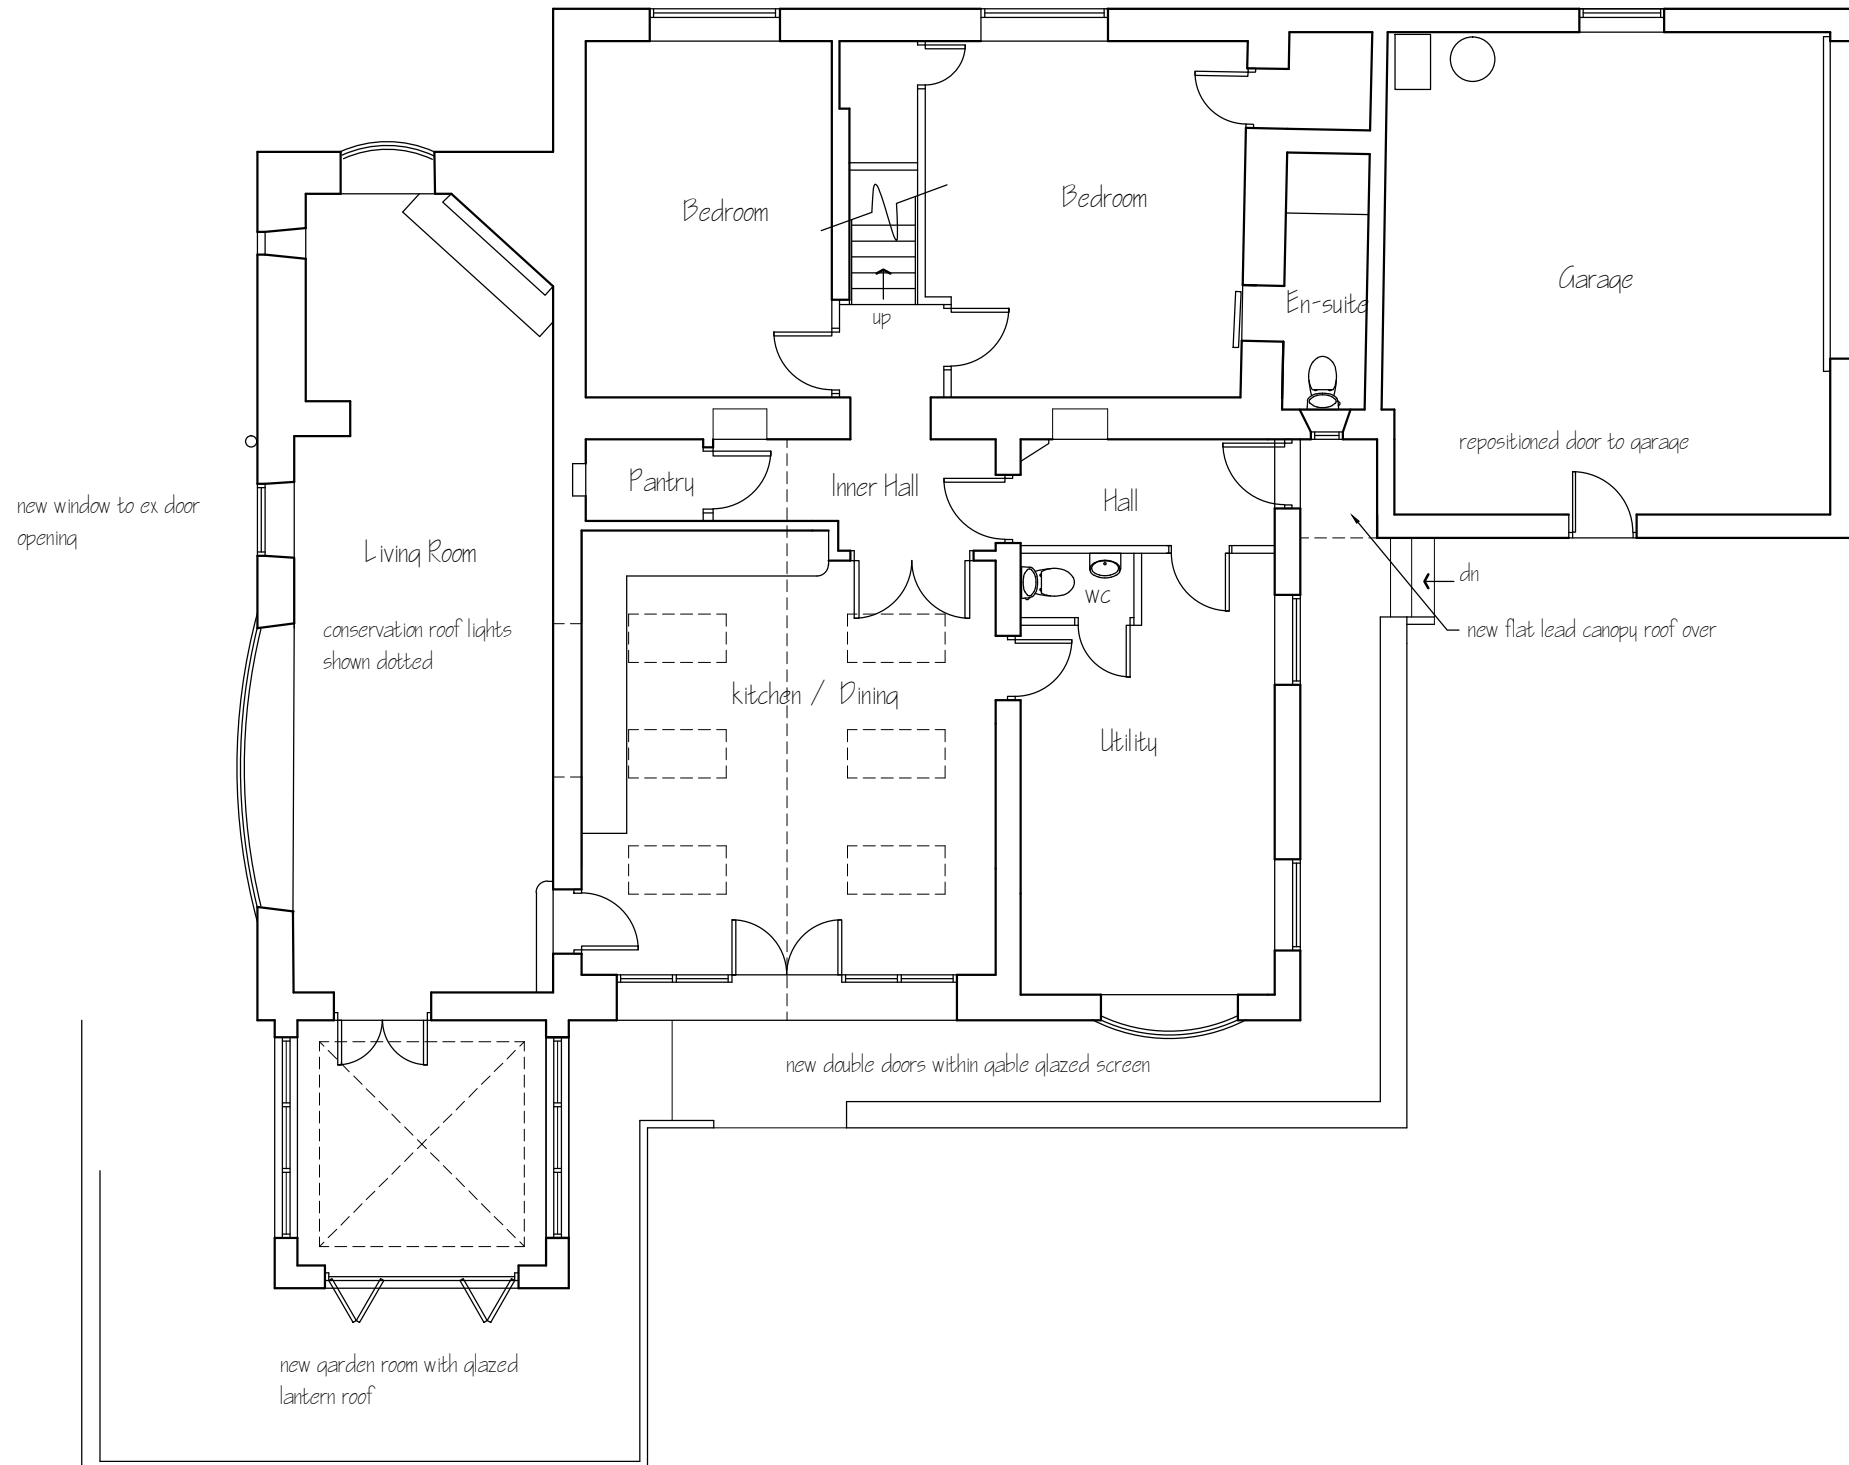 Bedroom
Bedroom
Garage
En-suite
up
repositioned door to garage
Pantry
Inner Hall
Hall
new window to ex door
opening
Living Room
dn
wc
conservation roof lights
shown dotted
new flat lead canopy roof over
kitchen / Dining
Utility
new double doors within gable glazed screen
new garden room with glazed
lantern roof